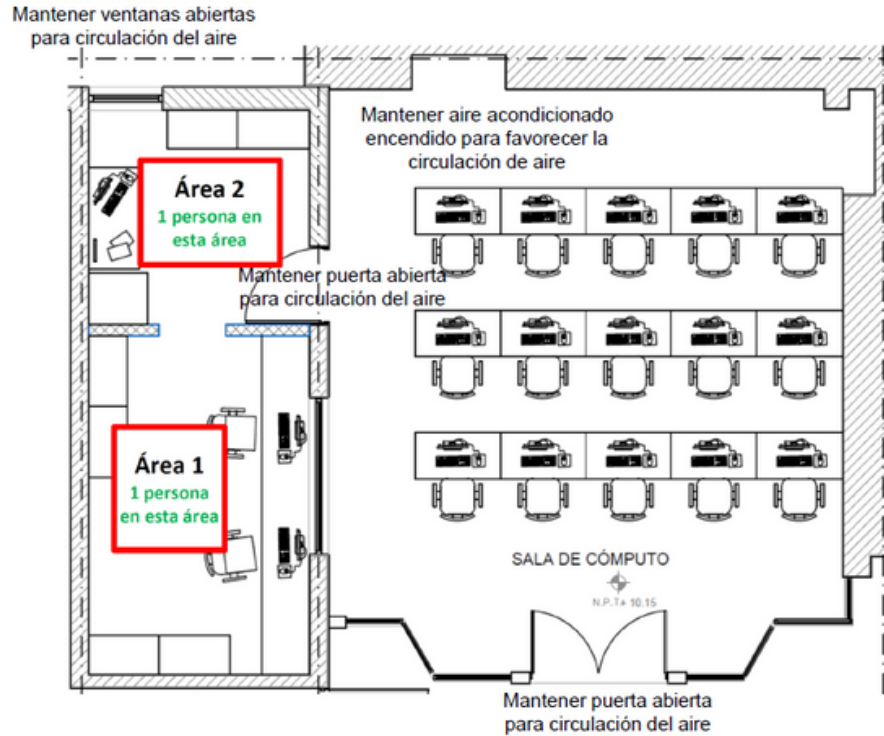 Mantener ventanas abiertas
para circulación del aire
Mantener aire acondicionado
encendido para favorecer la
circulación de aire
Área 2
1 persona en
esta área
Mantener puerta abierta
para circulación del aire
Área 1
1 persona
en esta área
SALA DE CÓMPUTO
N.P.T+ 10.15
Mantener puerta abierta
para circulación del aire